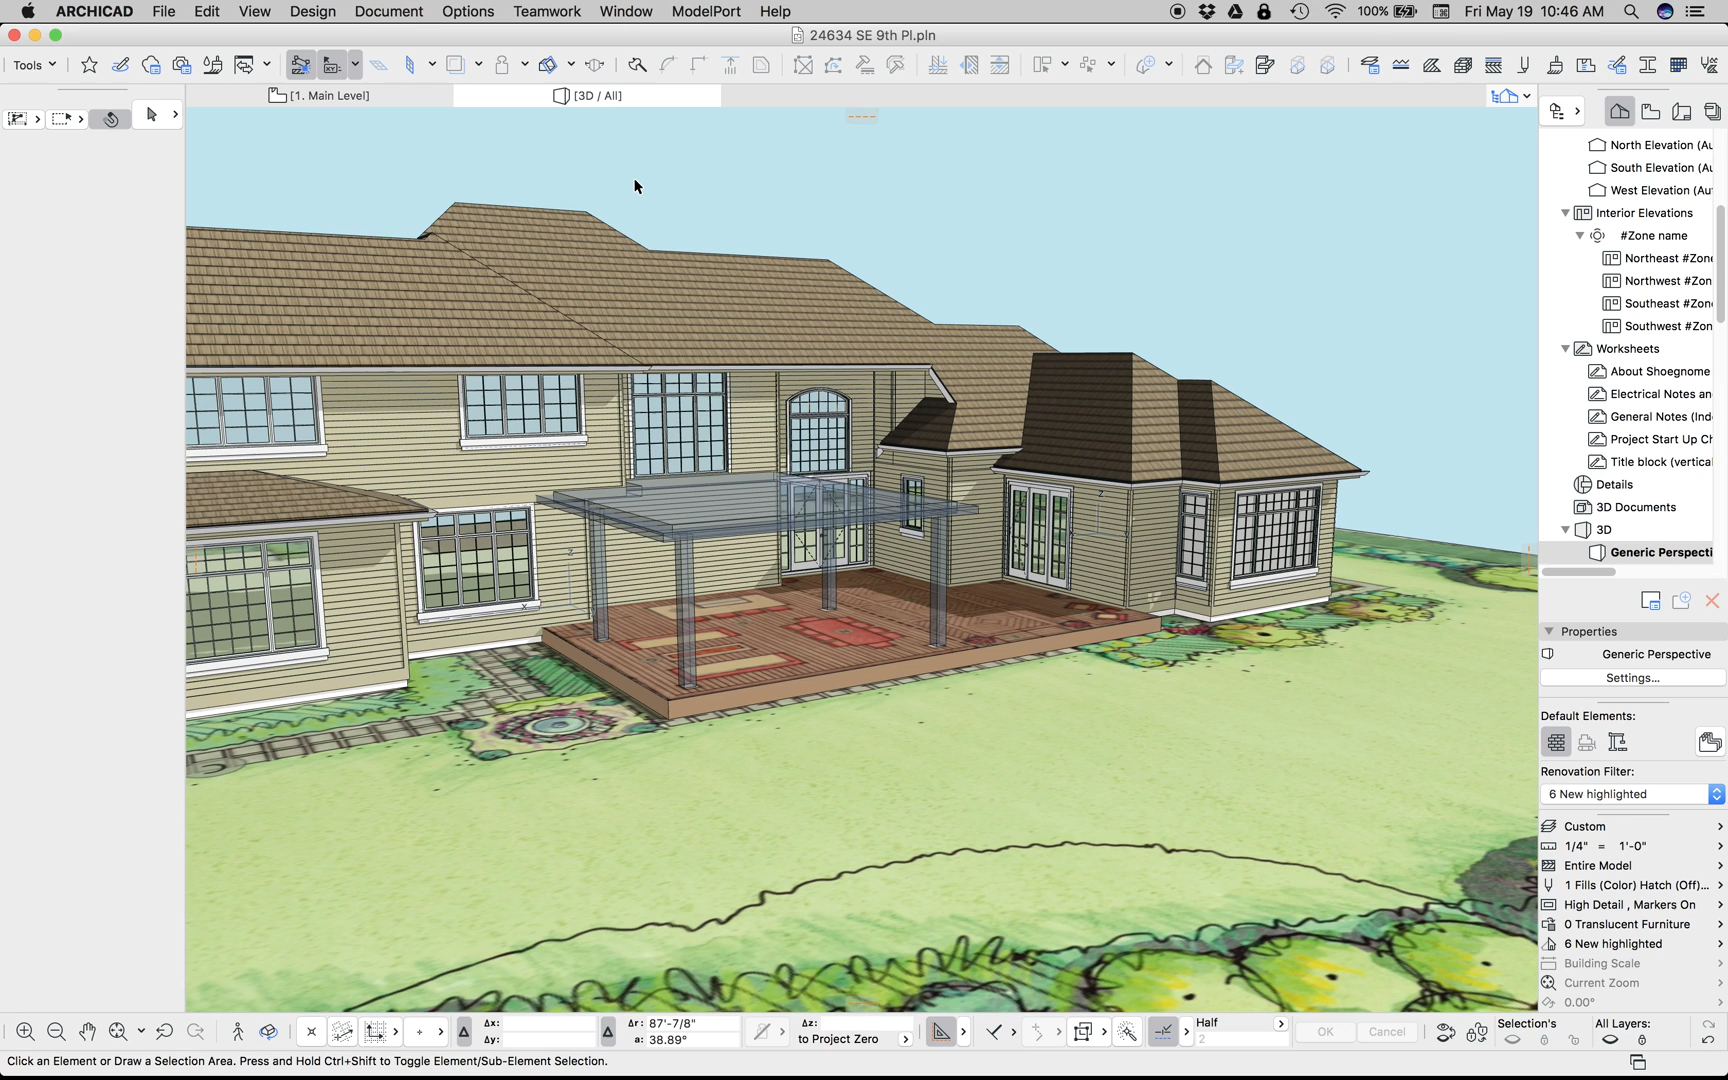 ARCHICAD File Edit View Design Document Options Teamwork Window ModelPort Help 100% Fri May 19 10:46 AM
24634 SE 9th Pl.pln
Tools
[1. Main Level] [3D / All]
North Elevation (Au
South Elevation (Au
West Elevation (Aut
Interior Elevations
#Zone name
Northeast #Zon
Northwest #Zon
Southeast #Zon
Southwest #Zon
Worksheets
About Shoegnome
Electrical Notes an
General Notes (Ind
Project Start Up Ch
Title block (vertica
Details
3D Documents
3D
Generic Perspecti
Properties
Generic Perspective
Settings...
Default Elements:
Renovation Filter:
6 New highlighted
Custom
1/4" = 1'-0"
Entire Model
1 Fills (Color) Hatch (Off)...
High Detail , Markers On
0 Translucent Furniture
6 New highlighted
Building Scale
Current Zoom
0.00°
Z
Z
X
Δx:
Δy:
Δr: 87'-7/8"
a: 38.89°
Δz:
to Project Zero
Half
2
OK
Cancel
Selection's
All Layers:
Click an Element or Draw a Selection Area. Press and Hold Ctrl+Shift to Toggle Element/Sub-Element Selection.